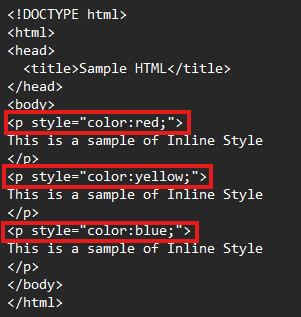 <!DOCTYPE html>
<html>
<head>
  <title>Sample HTML</title>
</head>
<body>
<p style="color:red;">
This is a sample of Inline Style
</p>
<p style="color:yellow;">
This is a sample of Inline Style
</p>
<p style="color:blue;">
This is a sample of Inline Style
</p>
</body>
</html>